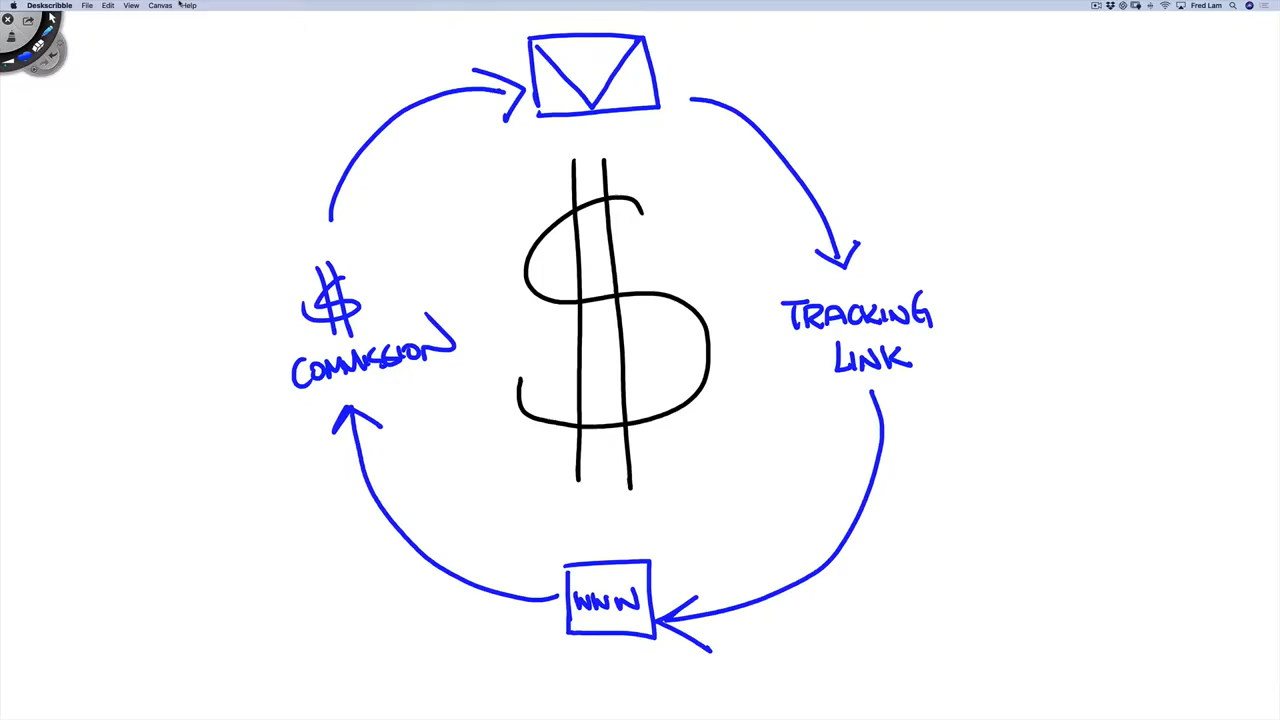 Deskscribble File Edit View Canvas Help Fred Lam
$
TRACKING
LINK
$
COMMISSION
WWW